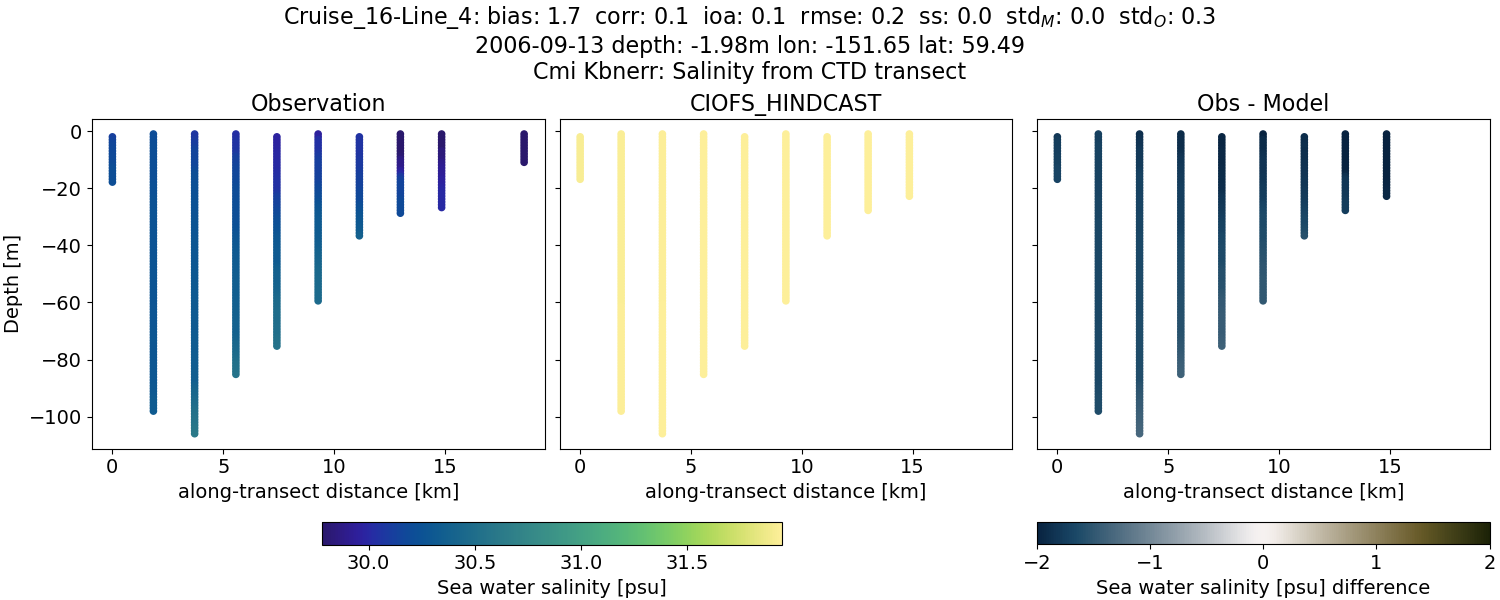 Cruise_16-Line_4: bias: 1.7 corr: 0.1 ioa: 0.1 rmse: 0.2 ss: 0.0 std_M: 0.0 std_O: 0.3
2006-09-13 depth: -1.98m lon: -151.65 lat: 59.49
Cmi Kbnerr: Salinity from CTD transect
Observation
CIOFS_HINDCAST
Obs - Model
Depth [m]
0
−20
−40
−60
−80
−100
0 5 10 15
0 5 10 15
0 5 10 15
along-transect distance [km]
along-transect distance [km]
along-transect distance [km]
30.0 30.5 31.0 31.5
Sea water salinity [psu]
−2 −1 0 1 2
Sea water salinity [psu] difference